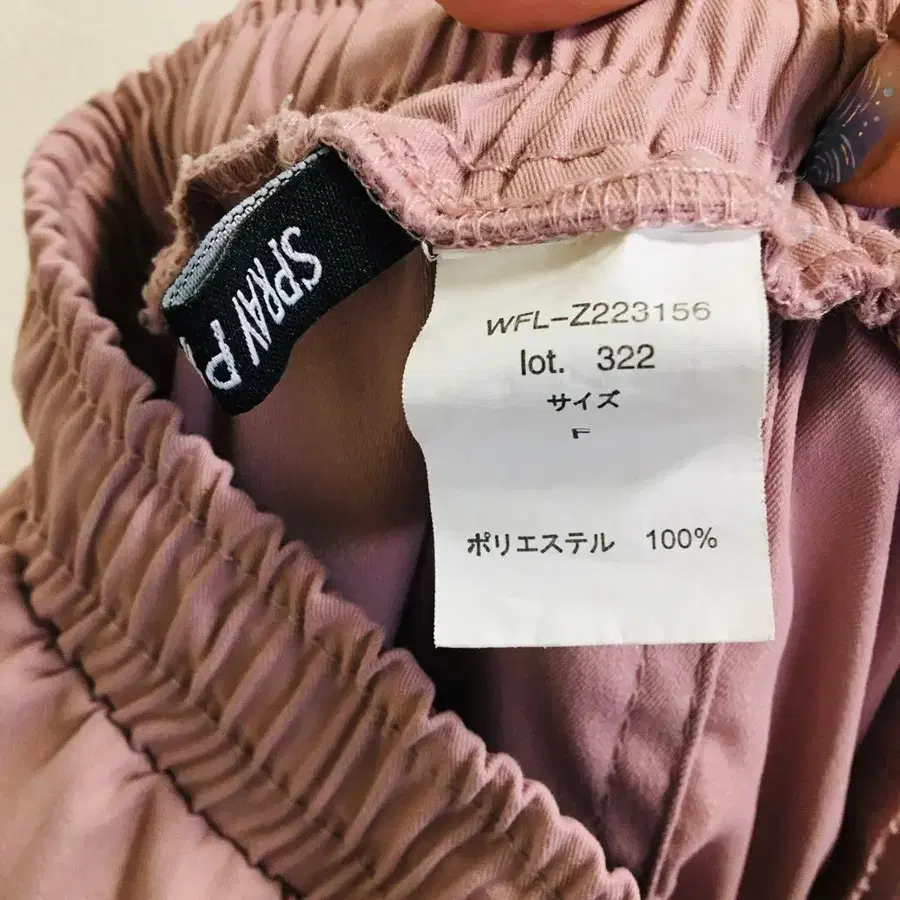 SPRAY P
WFL-Z223156
lot. 322
サイズ
F
ポリエステル 100%